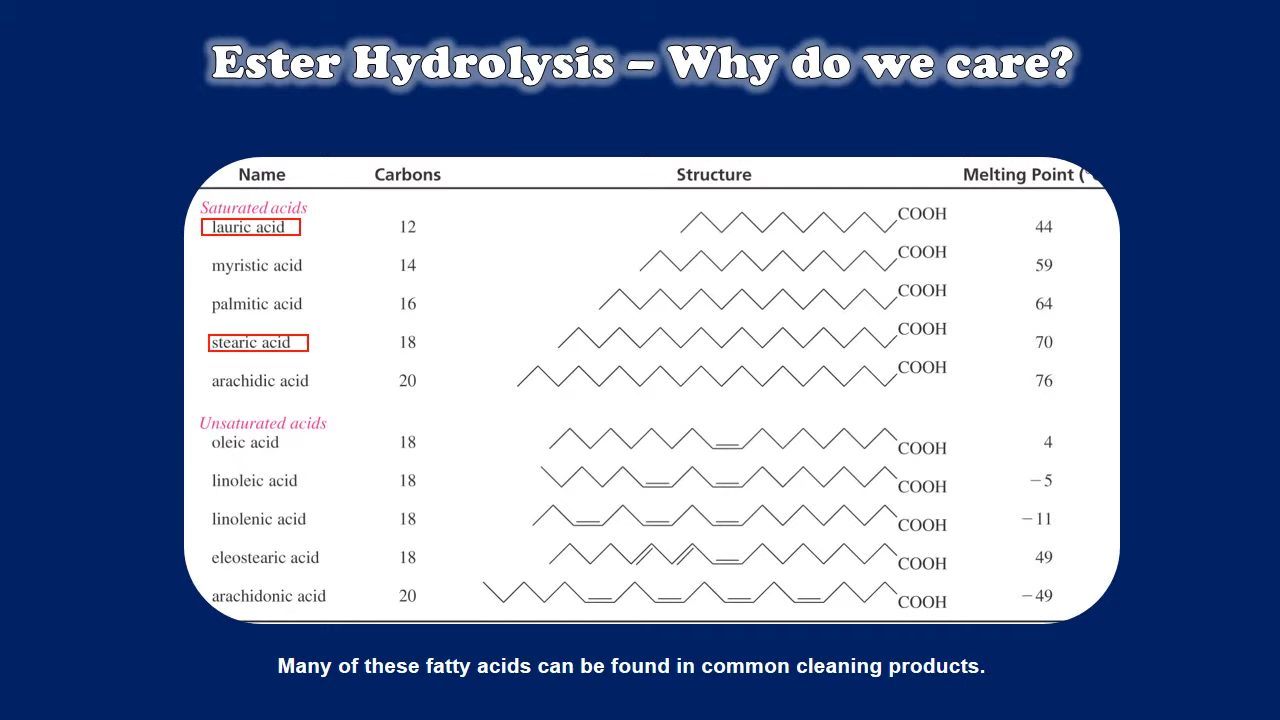 Ester Hydrolysis – Why do we care?
Name Carbons Structure Melting Point (°
Saturated acids
lauric acid 12 COOH 44
myristic acid 14 COOH 59
palmitic acid 16 COOH 64
stearic acid 18 COOH 70
arachidic acid 20 COOH 76
Unsaturated acids
oleic acid 18 COOH 4
linoleic acid 18 COOH −5
linolenic acid 18 COOH −11
eleostearic acid 18 COOH 49
arachidonic acid 20 COOH −49
Many of these fatty acids can be found in common cleaning products.